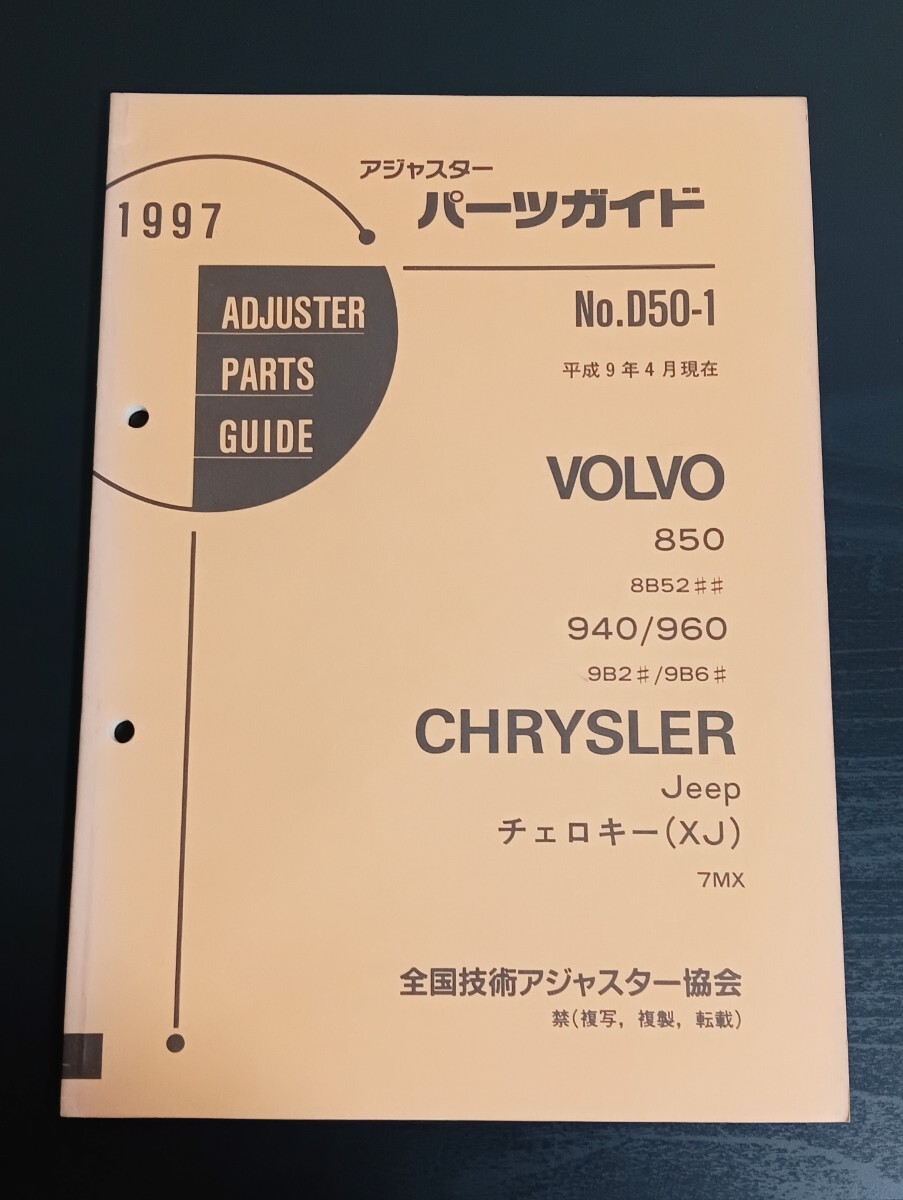 1997
アジャスター
パーツガイド
ADJUSTER
PARTS
GUIDE
No.D50-1
平成9年4月現在
VOLVO
850
8B52♯♯
940/960
9B2♯/9B6♯
CHRYSLER
Jeep
チェロキー(XJ)
7MX
全国技術アジャスター協会
禁(複写，複製，転載)